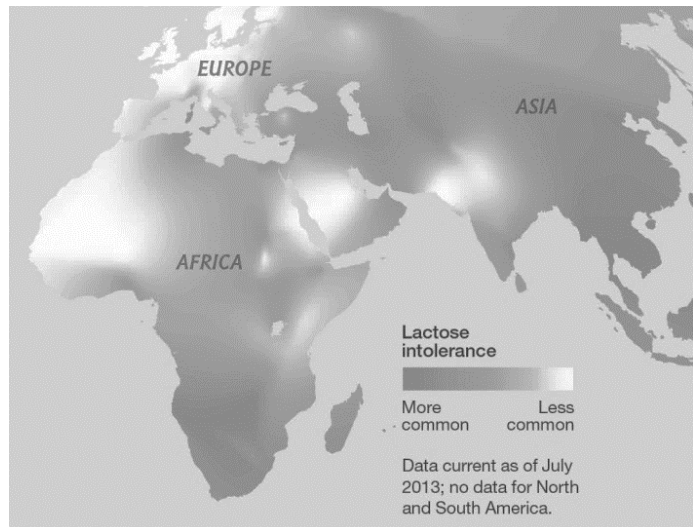 EUROPE
ASIA
AFRICA
Lactose
intolerance
More
common
Less
common
Data current as of July
2013; no data for North
and South America.